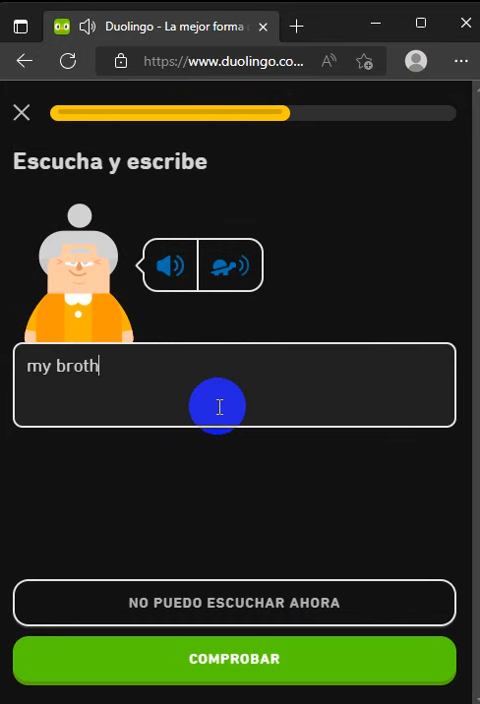 Duolingo - La mejor forma
https://www.duolingo.co...
Escucha y escribe
my broth
NO PUEDO ESCUCHAR AHORA
COMPROBAR